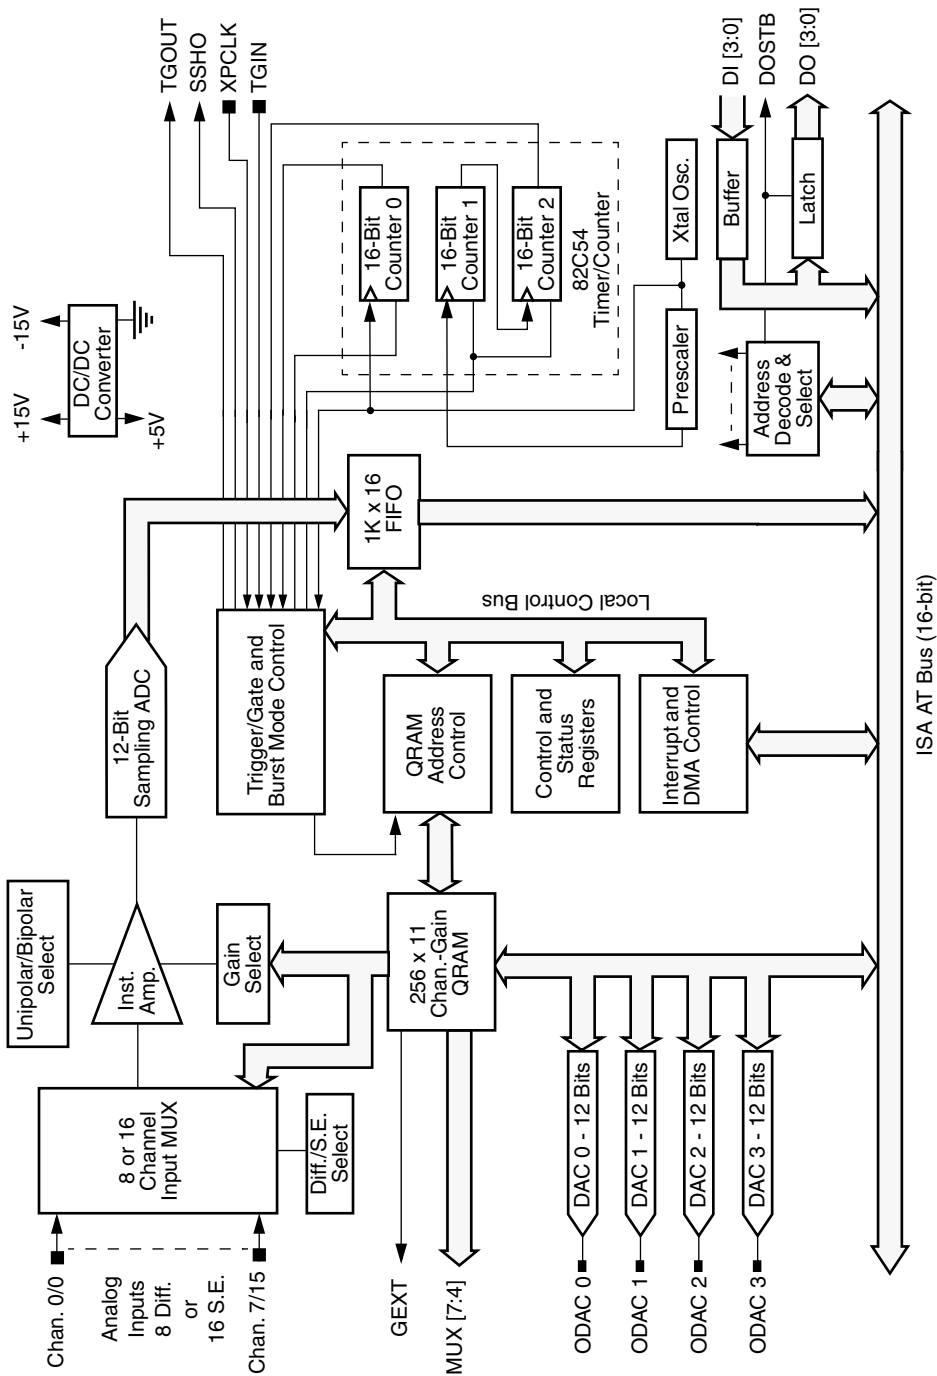 Chan. 0/0
Analog
Inputs
8 Diff.
or
16 S.E.
Chan. 7/15
8 or 16
Channel
Input MUX
Diff./S.E.
Select
Unipolar/Bipolar
Select
Inst.
Amp.
Gain
Select
12-Bit
Sampling ADC
+15V
-15V
DC/DC
Converter
+5V
TGOUT
SSHO
XPCLK
TGIN
Trigger/Gate and
Burst Mode Control
1K x 16
FIFO
16-Bit
Counter 0
16-Bit
Counter 1
16-Bit
Counter 2
82C54
Timer/Counter
GEXT
MUX [7:4]
256 x 11
Chan.-Gain
QRAM
QRAM
Address
Control
Control and
Status
Registers
Interrupt and
DMA Control
Local Control Bus
Prescaler
Xtal Osc.
Address
Decode &
Select
Buffer
Latch
DI [3:0]
DOSTB
DO [3:0]
ODAC 0
DAC 0 - 12 Bits
ODAC 1
DAC 1 - 12 Bits
ODAC 2
DAC 2 - 12 Bits
ODAC 3
DAC 3 - 12 Bits
ISA AT Bus (16-bit)